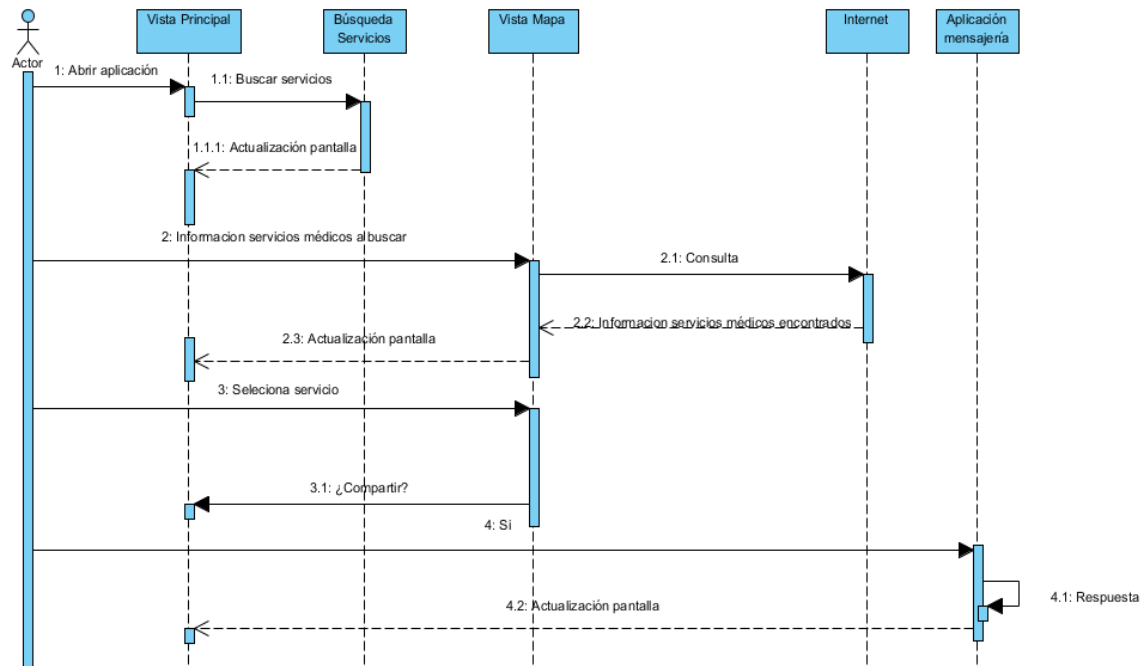 Vista Principal
Búsqueda
Servicios
Vista Mapa
Internet
Aplicación
mensajería
Actor
1: Abrir aplicación
1.1: Buscar servicios
1.1.1: Actualización pantalla
2: Informacion servicios médicos a buscar
2.1: Consulta
2.2: Informacion servicios médicos encontrados
2.3: Actualización pantalla
3: Seleciona servicio
3.1: ¿Compartir?
4: Si
4.1: Respuesta
4.2: Actualización pantalla